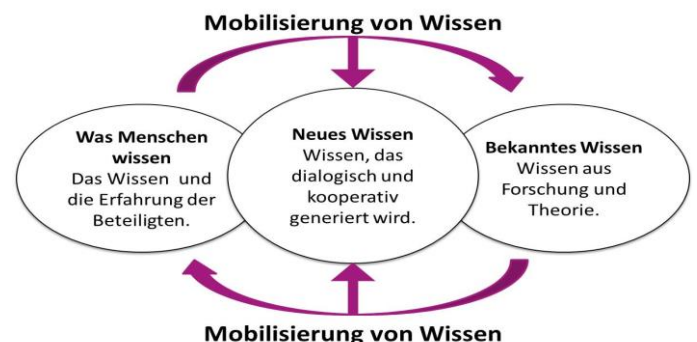 Mobilisierung von Wissen
Was Menschen
wissen
Das Wissen und
die Erfahrung der
Beteiligten.
Neues Wissen
Wissen, das
dialogisch und
kooperativ
generiert wird.
Bekanntes Wissen
Wissen aus
Forschung und
Theorie.
Mobilisierung von Wissen